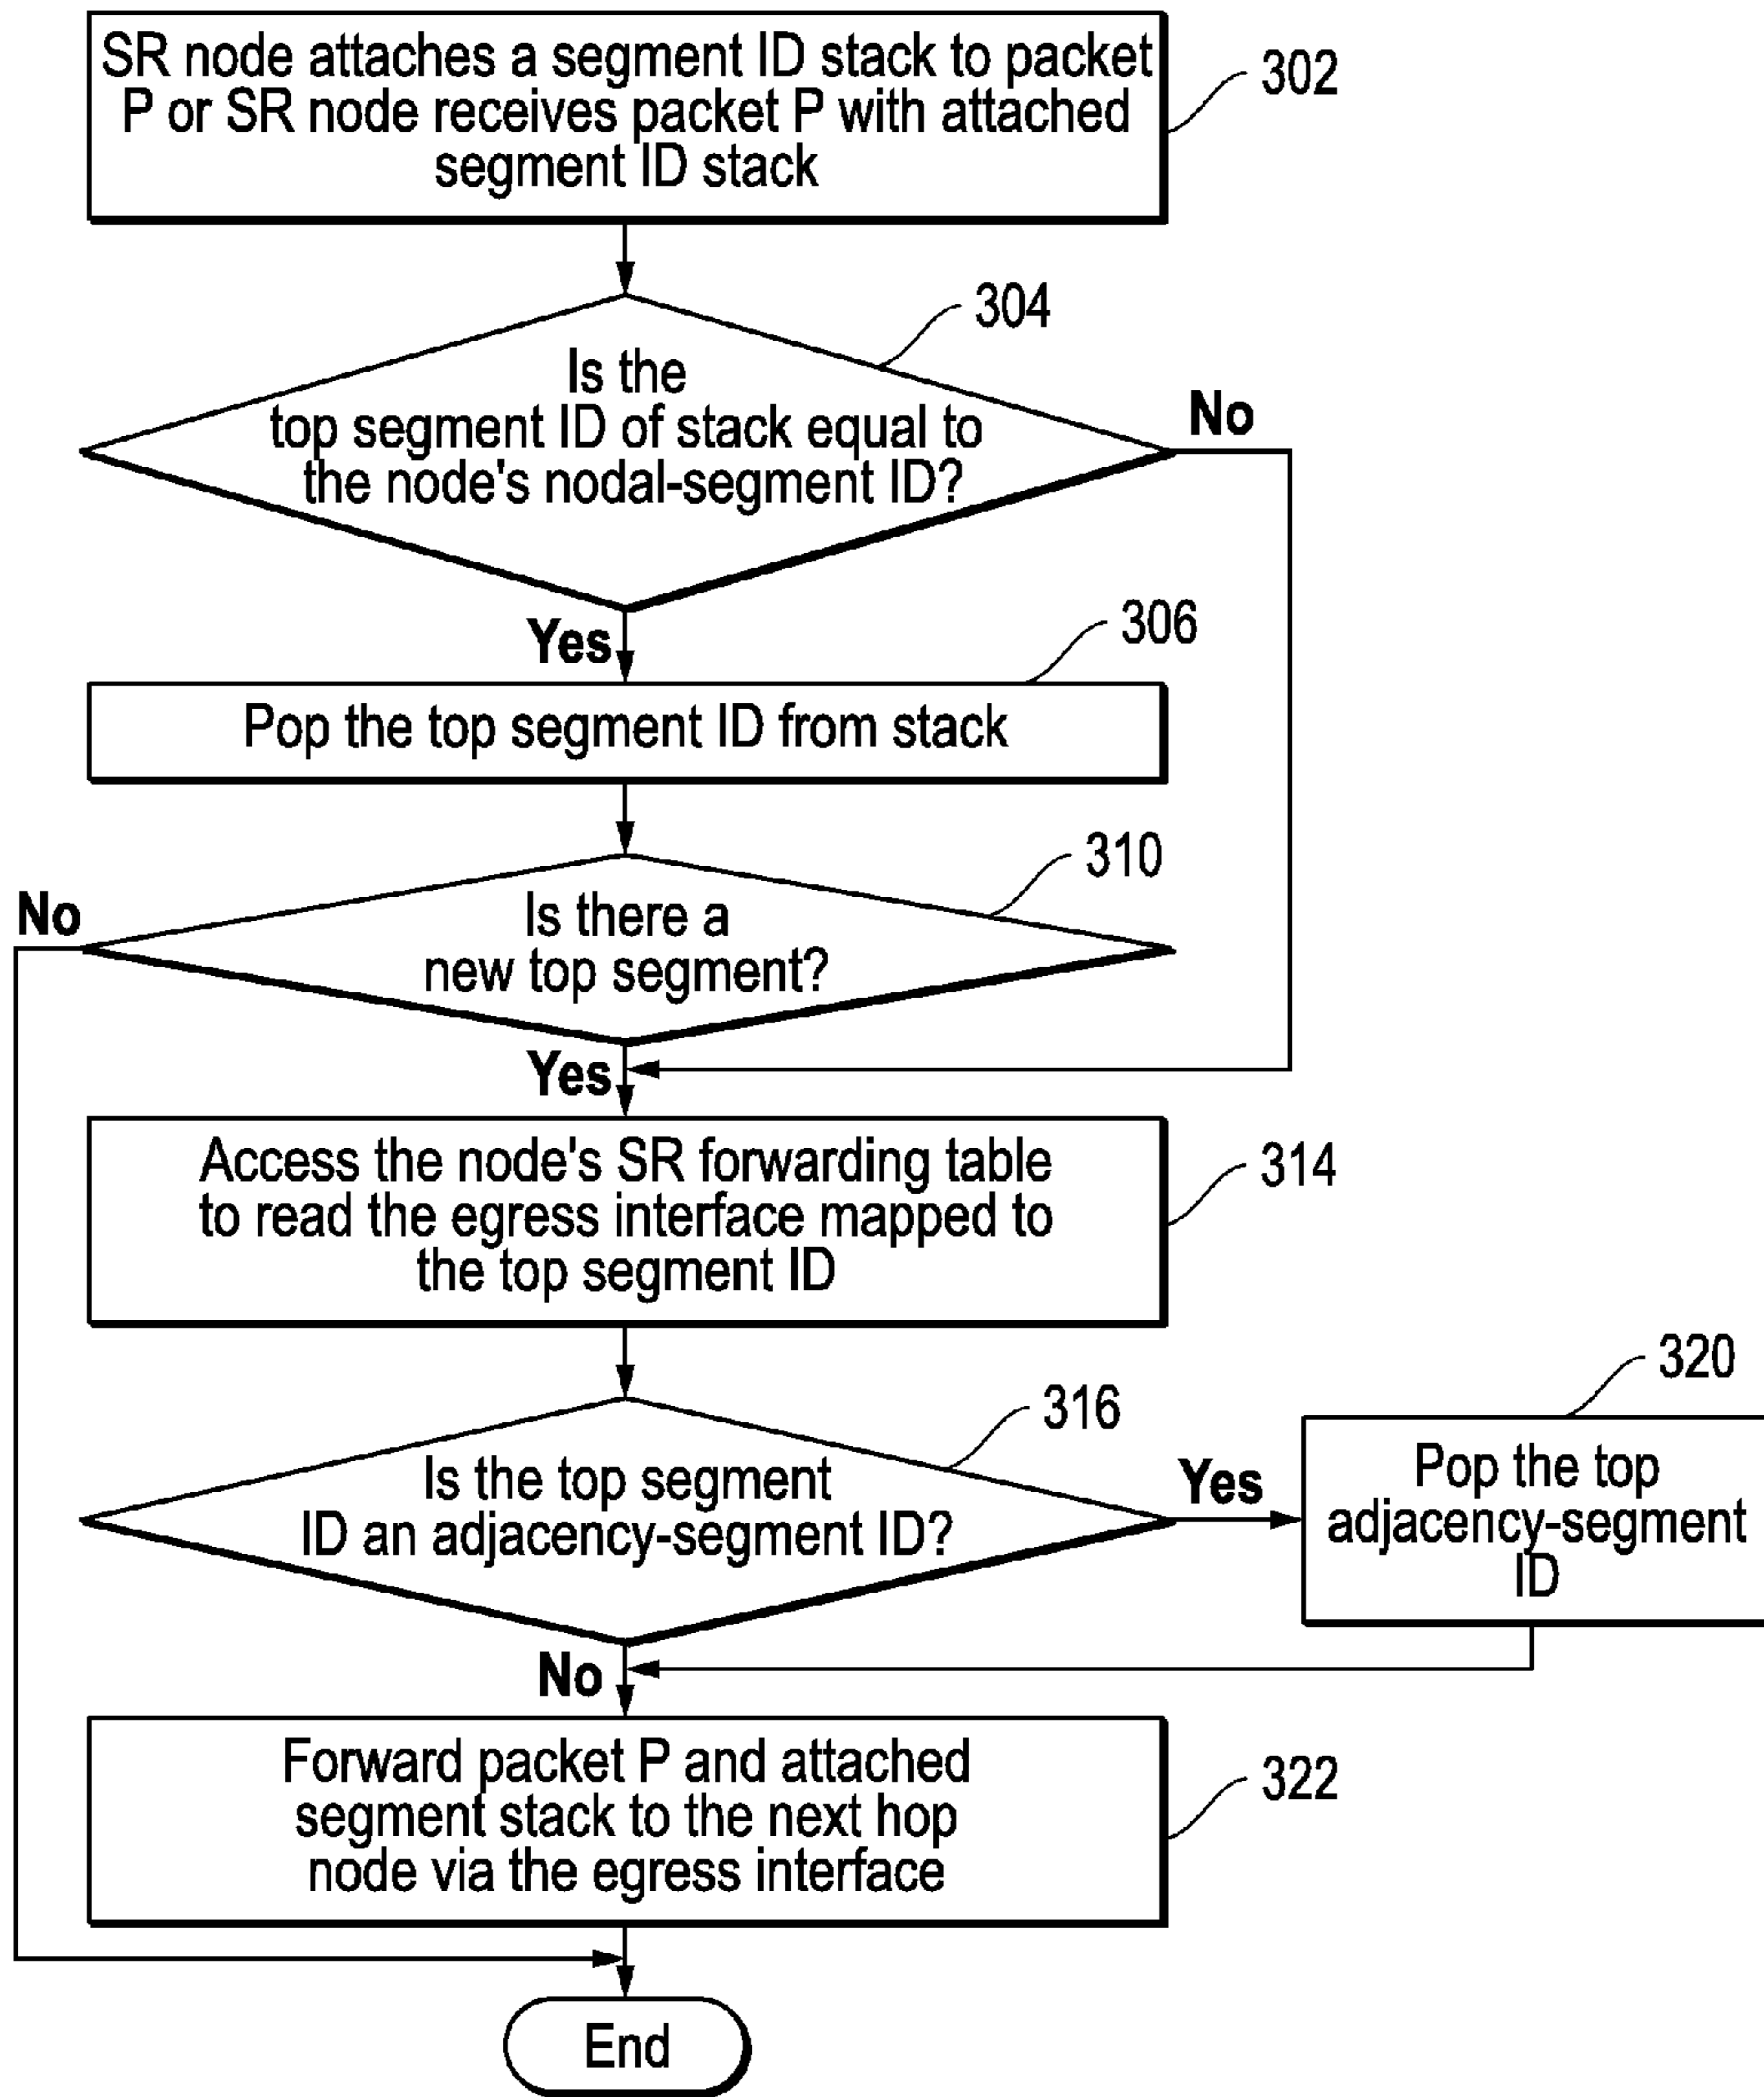 SR node attaches a segment ID stack to packet
P or SR node receives packet P with attached
segment ID stack
302
304
Is the
top segment ID of stack equal to
the node's nodal-segment ID?
No
Yes
306
Pop the top segment ID from stack
310
No
Is there a
new top segment?
Yes
Access the node's SR forwarding table
to read the egress interface mapped to
the top segment ID
314
316
Is the top segment
ID an adjacency-segment ID?
Yes
320
Pop the top
adjacency-segment
ID
No
Forward packet P and attached
segment stack to the next hop
node via the egress interface
322
End